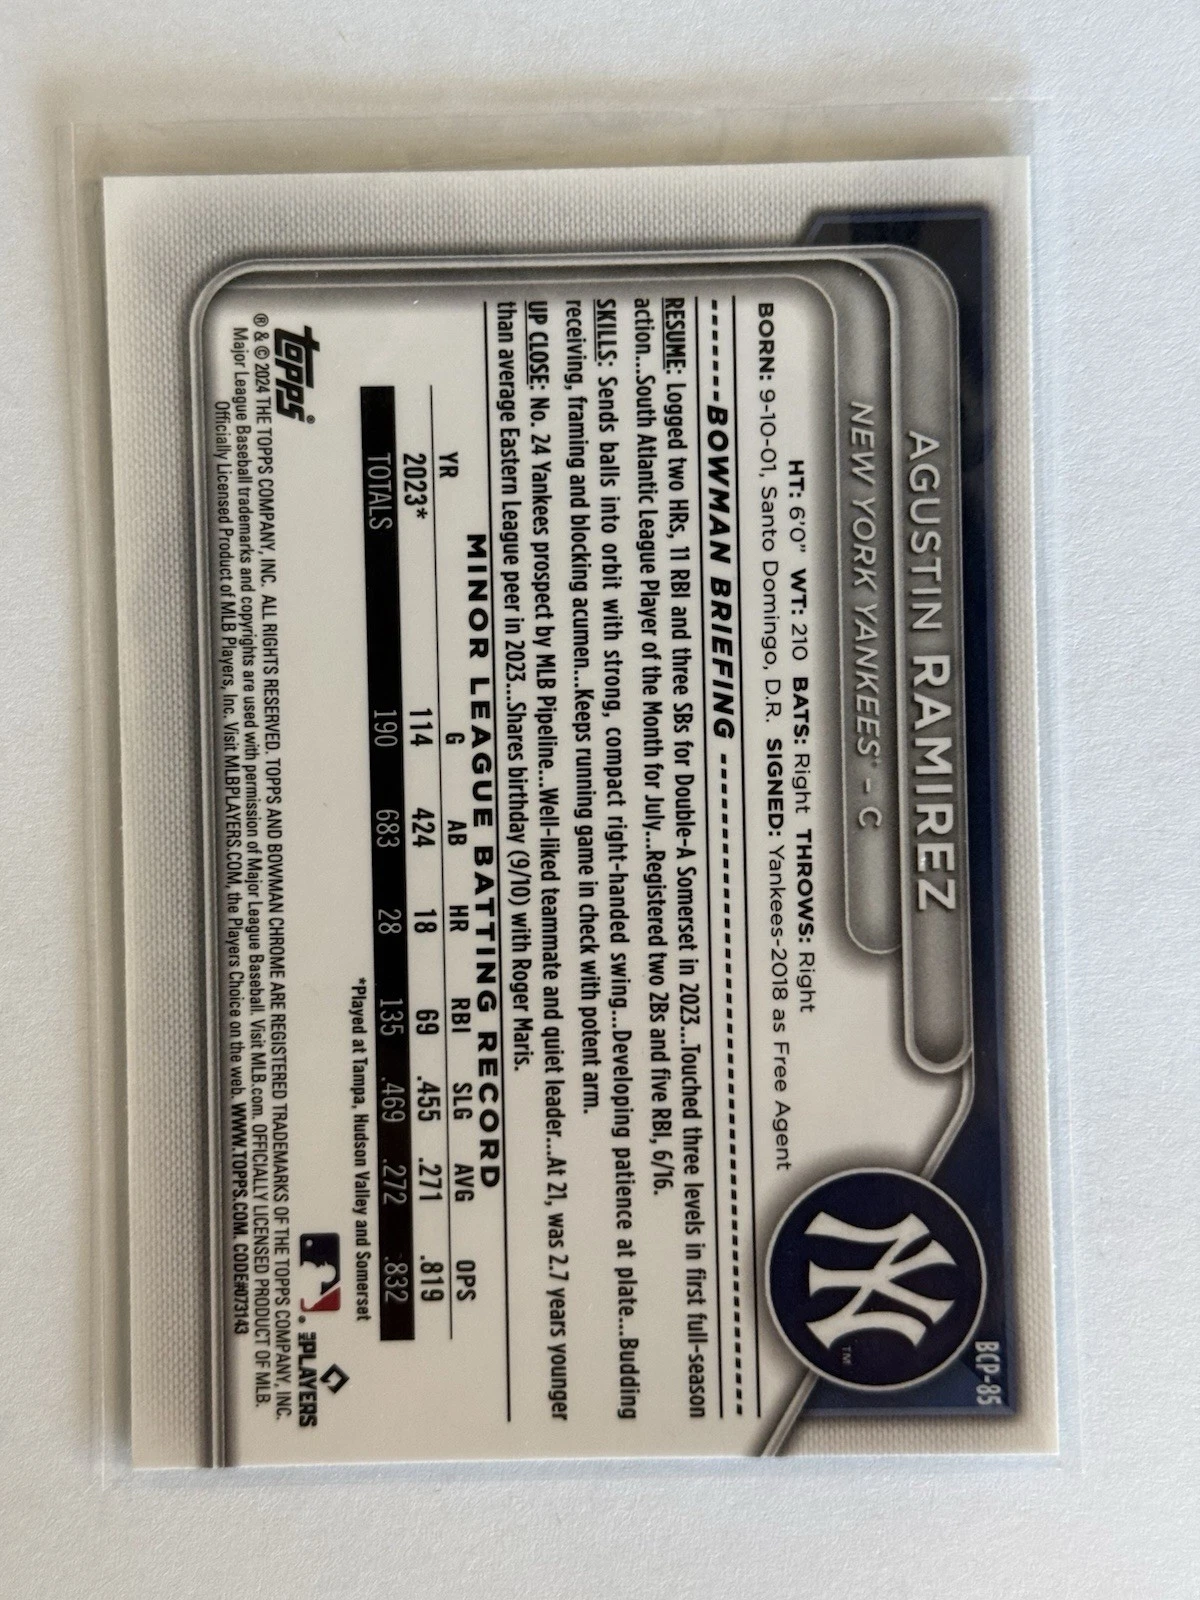 BCP-85
AGUSTIN RAMIREZ
NEW YORK YANKEES™ - C
NY
™
HT: 6'0" WT: 210 BATS: Right THROWS: Right
BORN: 9-10-01, Santo Domingo, D.R. SIGNED: Yankees-2018 as Free Agent
BOWMAN BRIEFING
RESUME: Logged two HRs, 11 RBI and three SBs for Double-A Somerset in 2023...Touched three levels in first full-season
action...South Atlantic League Player of the Month for July...Registered two 2Bs and five RBI, 6/16.
SKILLS: Sends balls into orbit with strong, compact right-handed swing...Developing patience at plate...Budding
receiving, framing and blocking acumen...Keeps running game in check with potent arm.
UP CLOSE: No. 24 Yankees prospect by MLB Pipeline...Well-liked teammate and quiet leader...At 21, was 2.7 years younger
than average Eastern League peer in 2023...Shares birthday (9/10) with Roger Maris.
MINOR LEAGUE BATTING RECORD
YR G AB HR RBI SLG AVG OPS
2023* 114 424 18 69 .455 .271 .819
TOTALS 190 683 28 135 .469 .272 .832
*Played at Tampa, Hudson Valley and Somerset
topps®
MLB PLAYERS
® & © 2024 THE TOPPS COMPANY, INC. ALL RIGHTS RESERVED. TOPPS AND BOWMAN CHROME ARE REGISTERED TRADEMARKS OF THE TOPPS COMPANY, INC.
Major League Baseball trademarks and copyrights are used with permission of Major League Baseball. Visit MLB.com. OFFICIALLY LICENSED PRODUCT OF MLB.
Officially Licensed Product of MLB Players, Inc. Visit MLBPLAYERS.COM, the Players Choice on the web. WWW.TOPPS.COM. CODE#073143